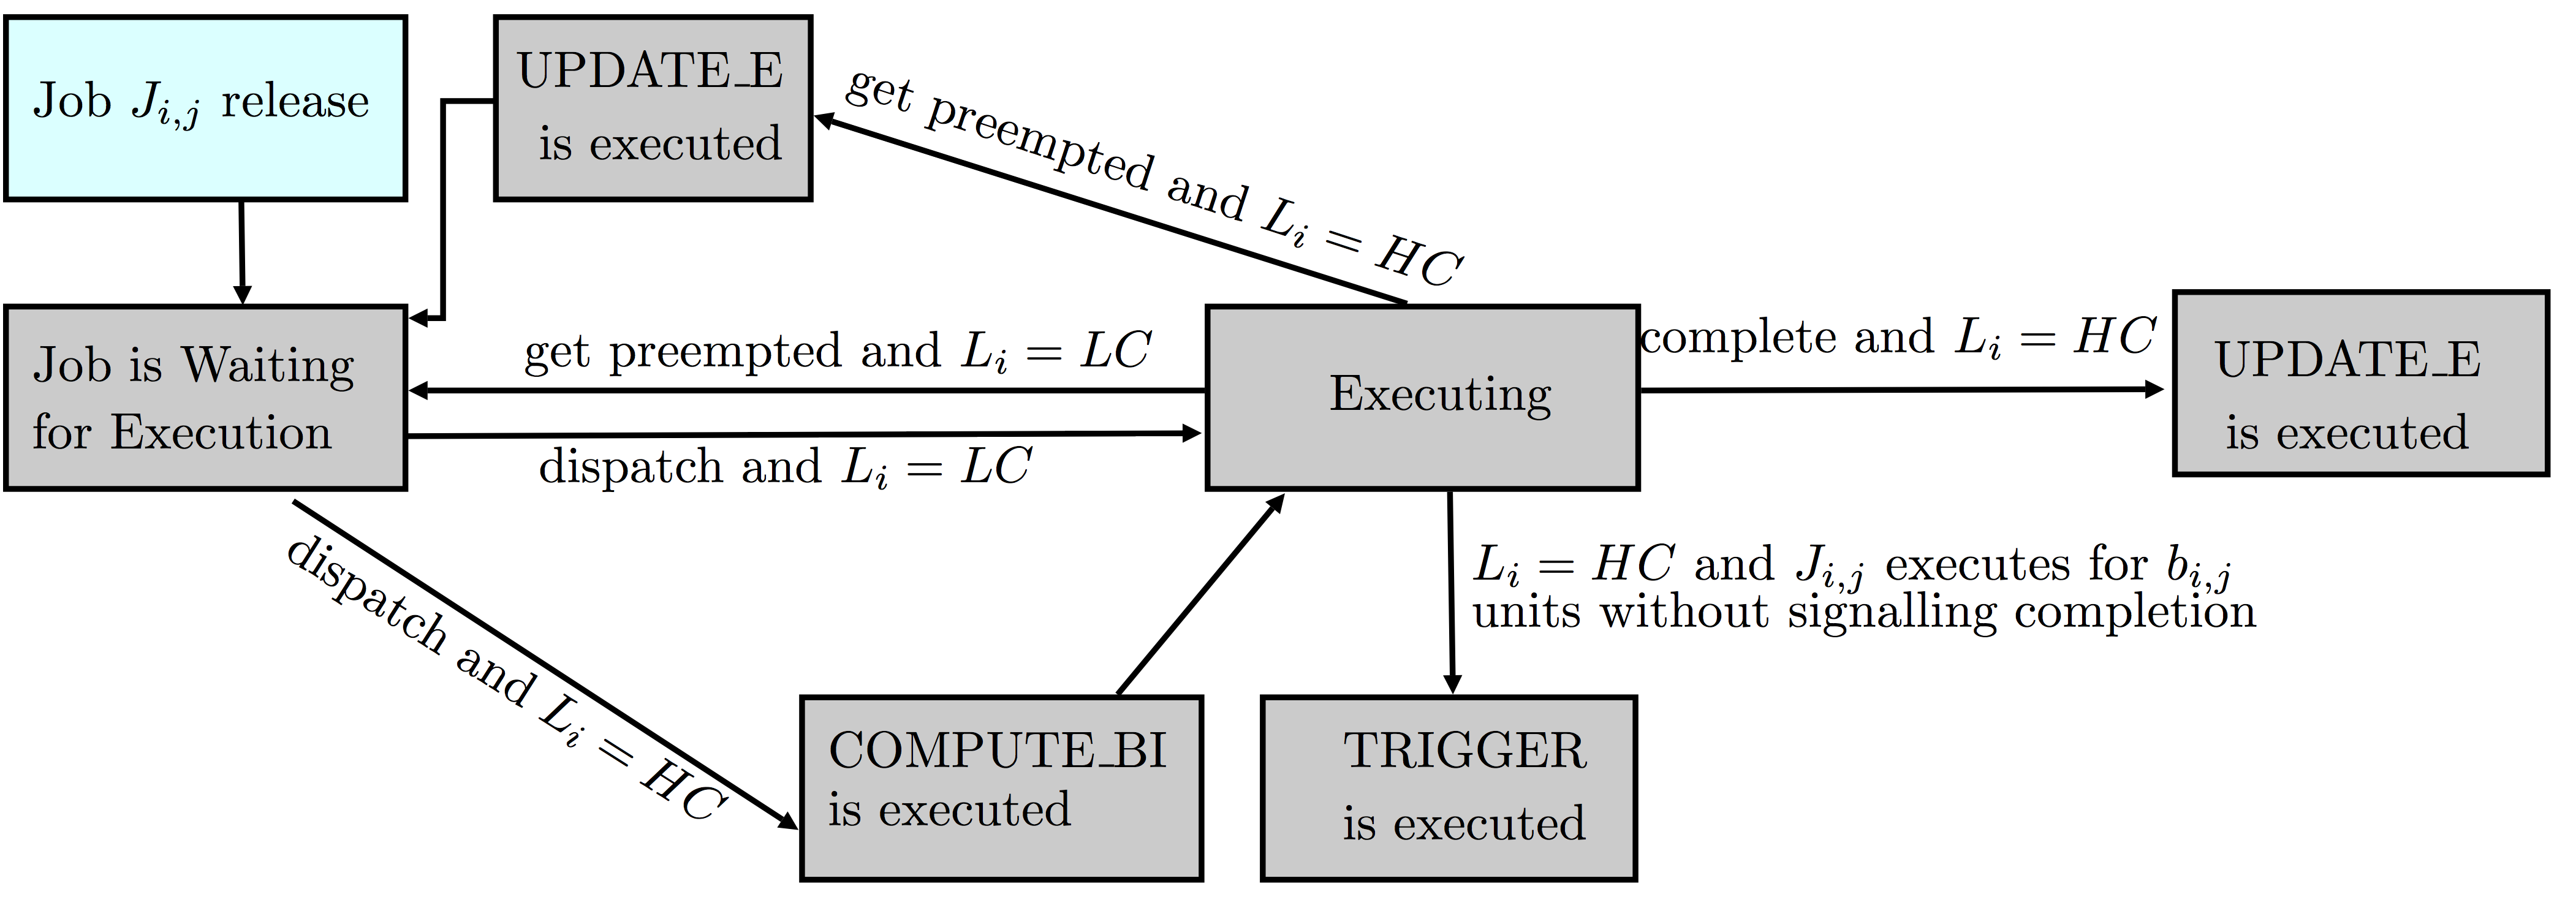 Job J_{i,j} release
UPDATE_E
is executed
get preempted and L_i = HC
Job is Waiting
for Execution
get preempted and L_i = LC
dispatch and L_i = LC
Executing
complete and L_i = HC
UPDATE_E
is executed
dispatch and L_i = HC
L_i = HC and J_{i,j} executes for b_{i,j}
units without signalling completion
COMPUTE_BI
is executed
TRIGGER
is executed